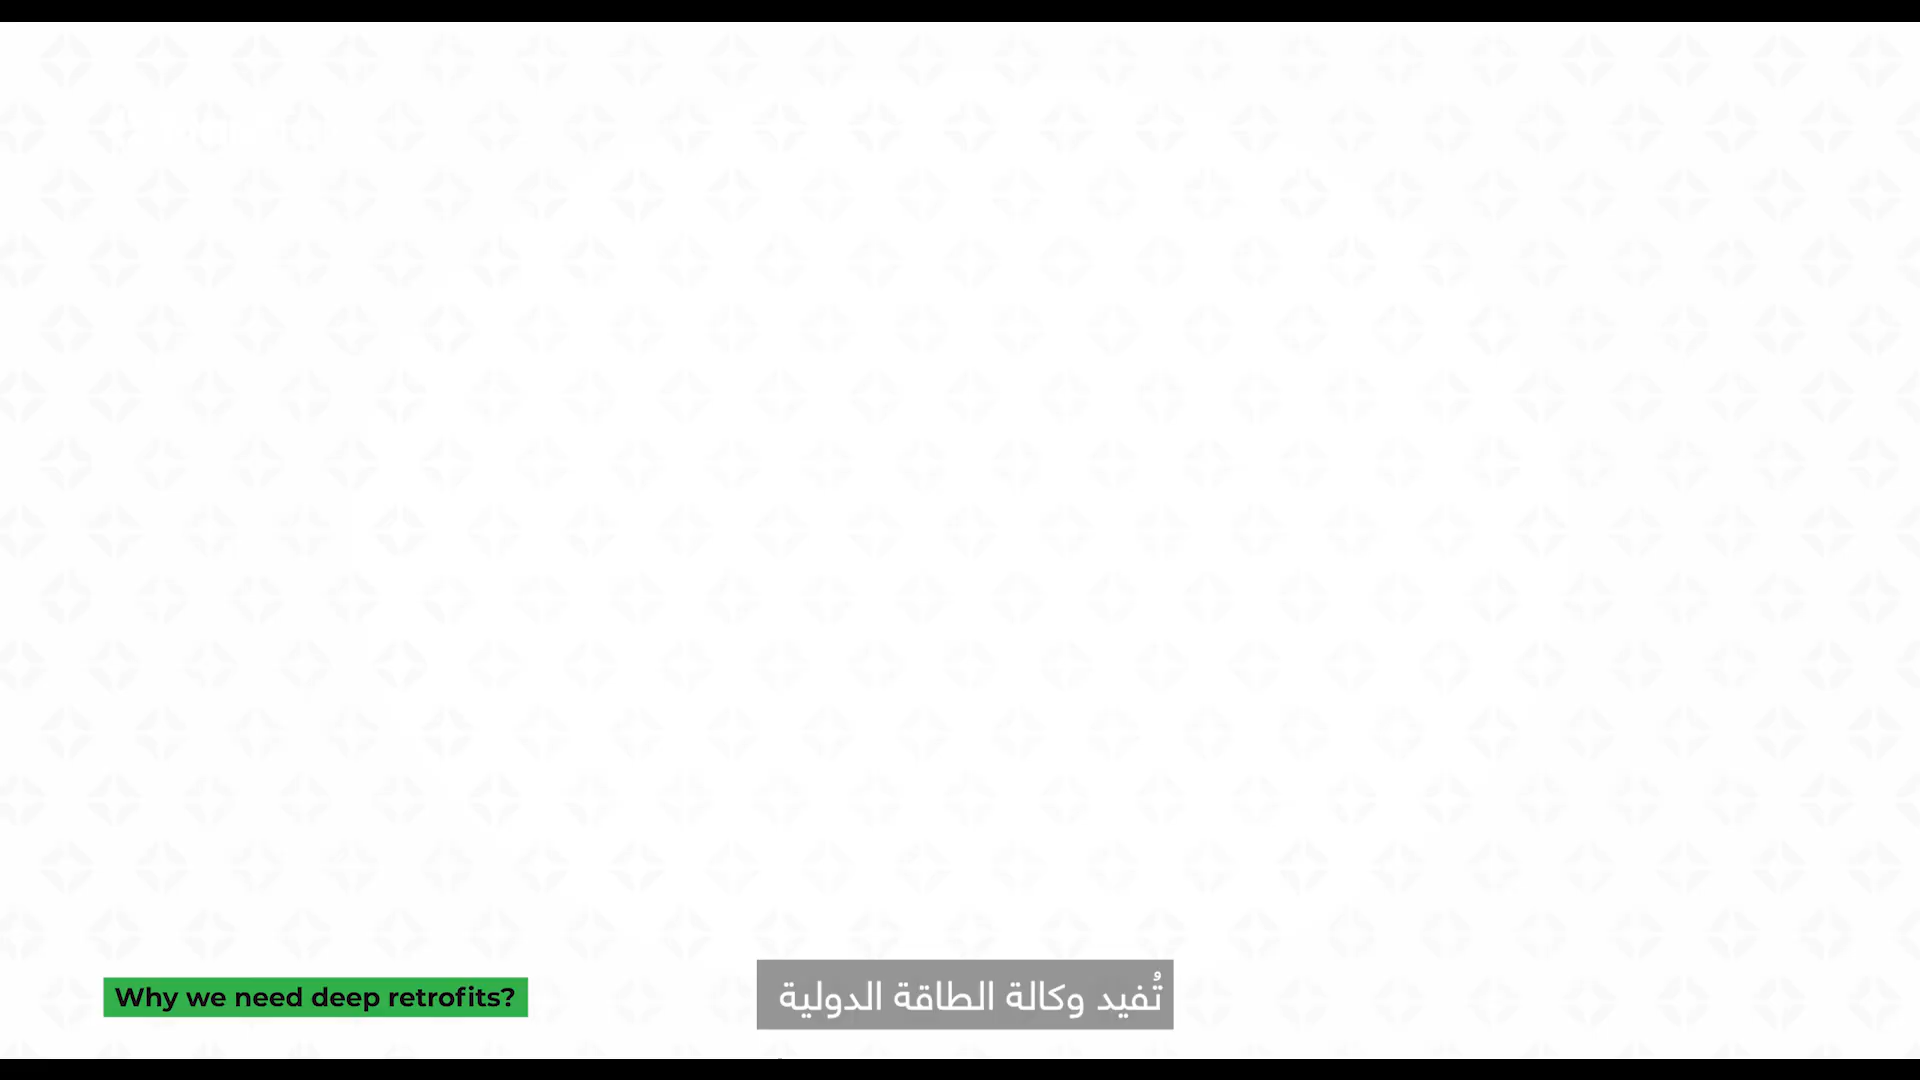 Why we need deep retrofits?
تُفيد وكالة الطاقة الدولية